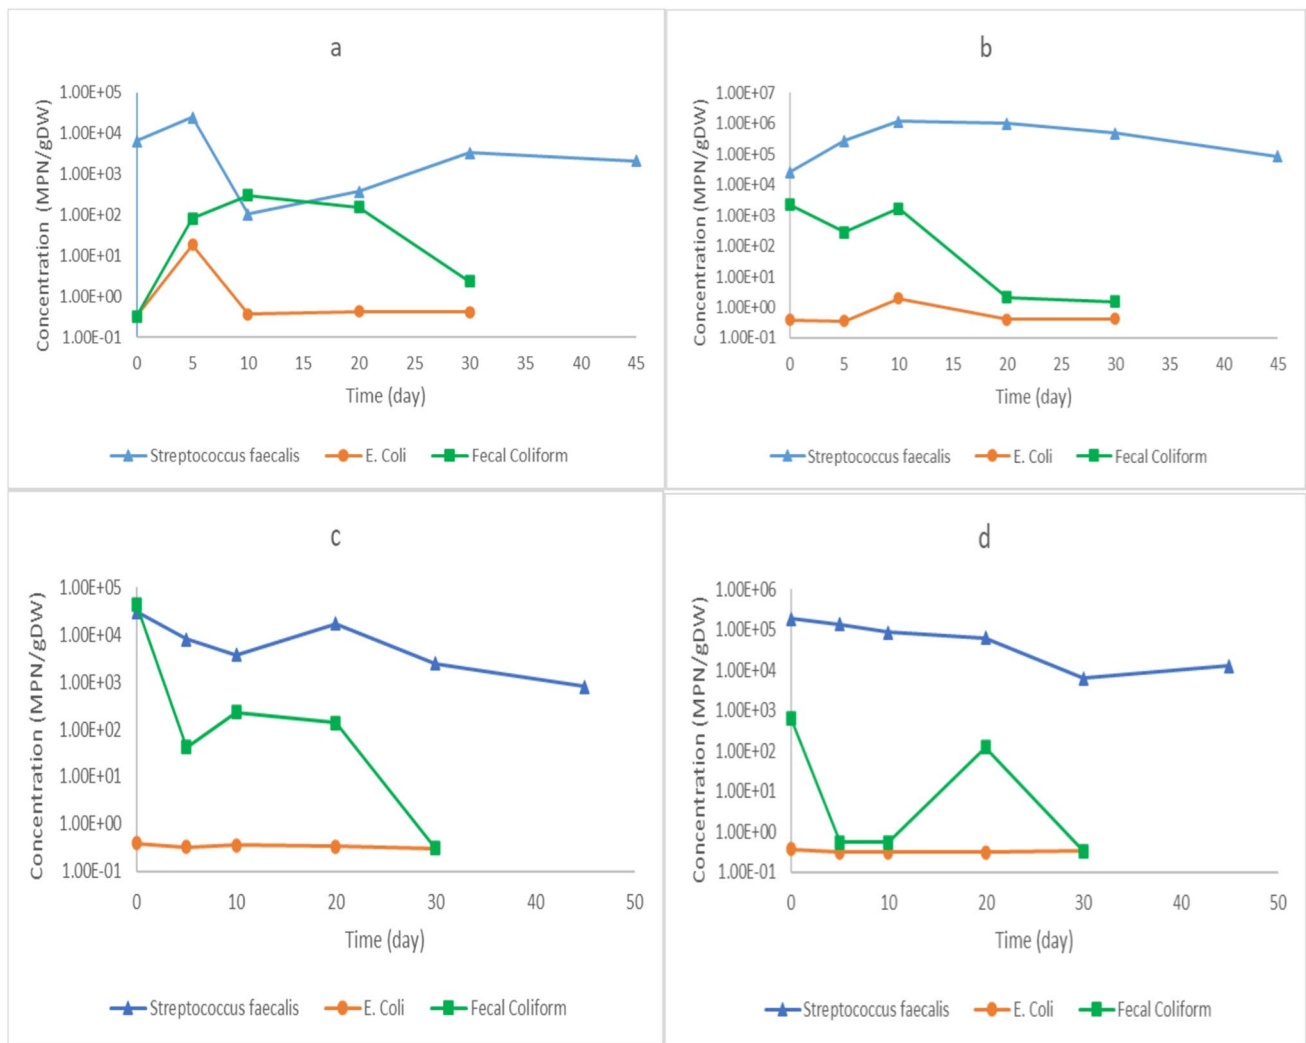 a
Concentration (MPN/gDW)
1.00E+05
1.00E+04
1.00E+03
1.00E+02
1.00E+01
1.00E+00
1.00E-01
0 5 10 15 20 25 30 35 40 45
Time (day)
Streptococcus faecalis E. Coli Fecal Coliform
b
Concentration (MPN/gDW)
1.00E+07
1.00E+06
1.00E+05
1.00E+04
1.00E+03
1.00E+02
1.00E+01
1.00E+00
1.00E-01
0 5 10 15 20 25 30 35 40 45
Time (day)
Streptococcus faecalis E. Coli Fecal Coliform
c
Concentration (MPN/gDW)
1.00E+05
1.00E+04
1.00E+03
1.00E+02
1.00E+01
1.00E+00
1.00E-01
0 10 20 30 40 50
Time (day)
Streptococcus faecalis E. Coli Fecal Coliform
d
Concentration (MPN/gDW)
1.00E+06
1.00E+05
1.00E+04
1.00E+03
1.00E+02
1.00E+01
1.00E+00
1.00E-01
0 10 20 30 40 50
Time (day)
Streptococcus faecalis E. Coli Fecal Coliform